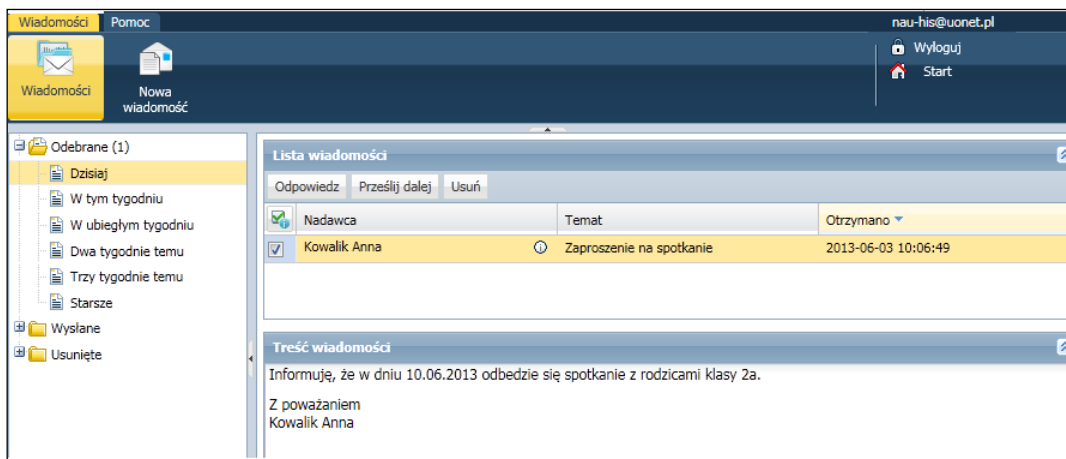 Wiadomości Pomoc nau-his@uonet.pl
Wyloguj
Start
Wiadomości Nowa
wiadomość
Odebrane (1)
Dzisiaj
W tym tygodniu
W ubiegłym tygodniu
Dwa tygodnie temu
Trzy tygodnie temu
Starsze
Wysłane
Usunięte
Lista wiadomości
Odpowiedz Prześlij dalej Usuń
Nadawca Temat Otrzymano
Kowalik Anna Zaproszenie na spotkanie 2013-06-03 10:06:49
Treść wiadomości
Informuję, że w dniu 10.06.2013 odbedzie się spotkanie z rodzicami klasy 2a.
Z poważaniem
Kowalik Anna